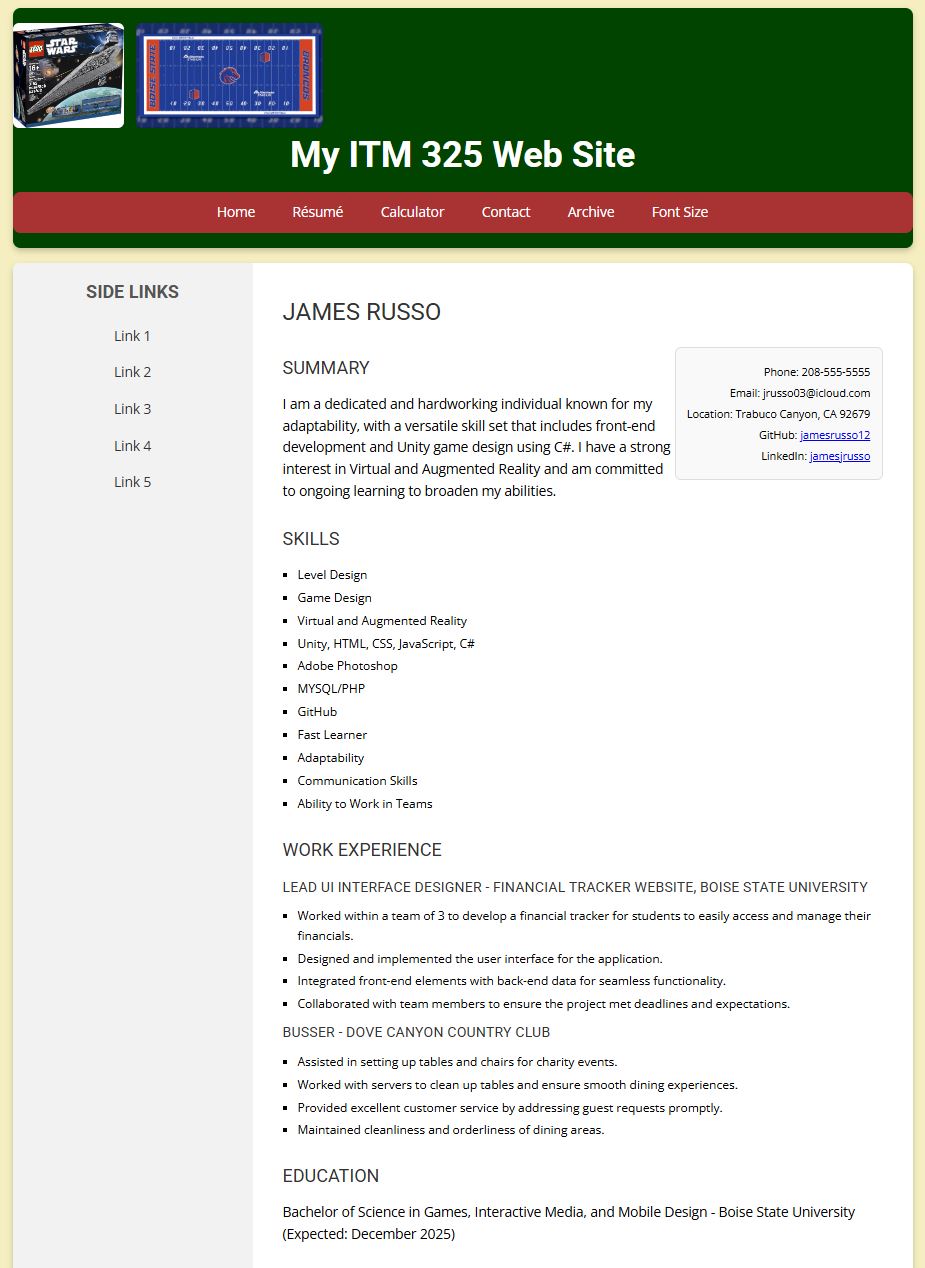 LEGO STAR WARS
BOISE STATE
BRONCOS
My ITM 325 Web Site
Home Résumé Calculator Contact Archive Font Size
SIDE LINKS
Link 1
Link 2
Link 3
Link 4
Link 5
JAMES RUSSO
Phone: 208-555-5555
Email: jrusso03@icloud.com
Location: Trabuco Canyon, CA 92679
GitHub: jamesrusso12
LinkedIn: jamesjrusso
SUMMARY
I am a dedicated and hardworking individual known for my
adaptability, with a versatile skill set that includes front-end
development and Unity game design using C#. I have a strong
interest in Virtual and Augmented Reality and am committed
to ongoing learning to broaden my abilities.
SKILLS
Level Design
Game Design
Virtual and Augmented Reality
Unity, HTML, CSS, JavaScript, C#
Adobe Photoshop
MYSQL/PHP
GitHub
Fast Learner
Adaptability
Communication Skills
Ability to Work in Teams
WORK EXPERIENCE
LEAD UI INTERFACE DESIGNER - FINANCIAL TRACKER WEBSITE, BOISE STATE UNIVERSITY
Worked within a team of 3 to develop a financial tracker for students to easily access and manage their
financials.
Designed and implemented the user interface for the application.
Integrated front-end elements with back-end data for seamless functionality.
Collaborated with team members to ensure the project met deadlines and expectations.
BUSSER - DOVE CANYON COUNTRY CLUB
Assisted in setting up tables and chairs for charity events.
Worked with servers to clean up tables and ensure smooth dining experiences.
Provided excellent customer service by addressing guest requests promptly.
Maintained cleanliness and orderliness of dining areas.
EDUCATION
Bachelor of Science in Games, Interactive Media, and Mobile Design - Boise State University
(Expected: December 2025)